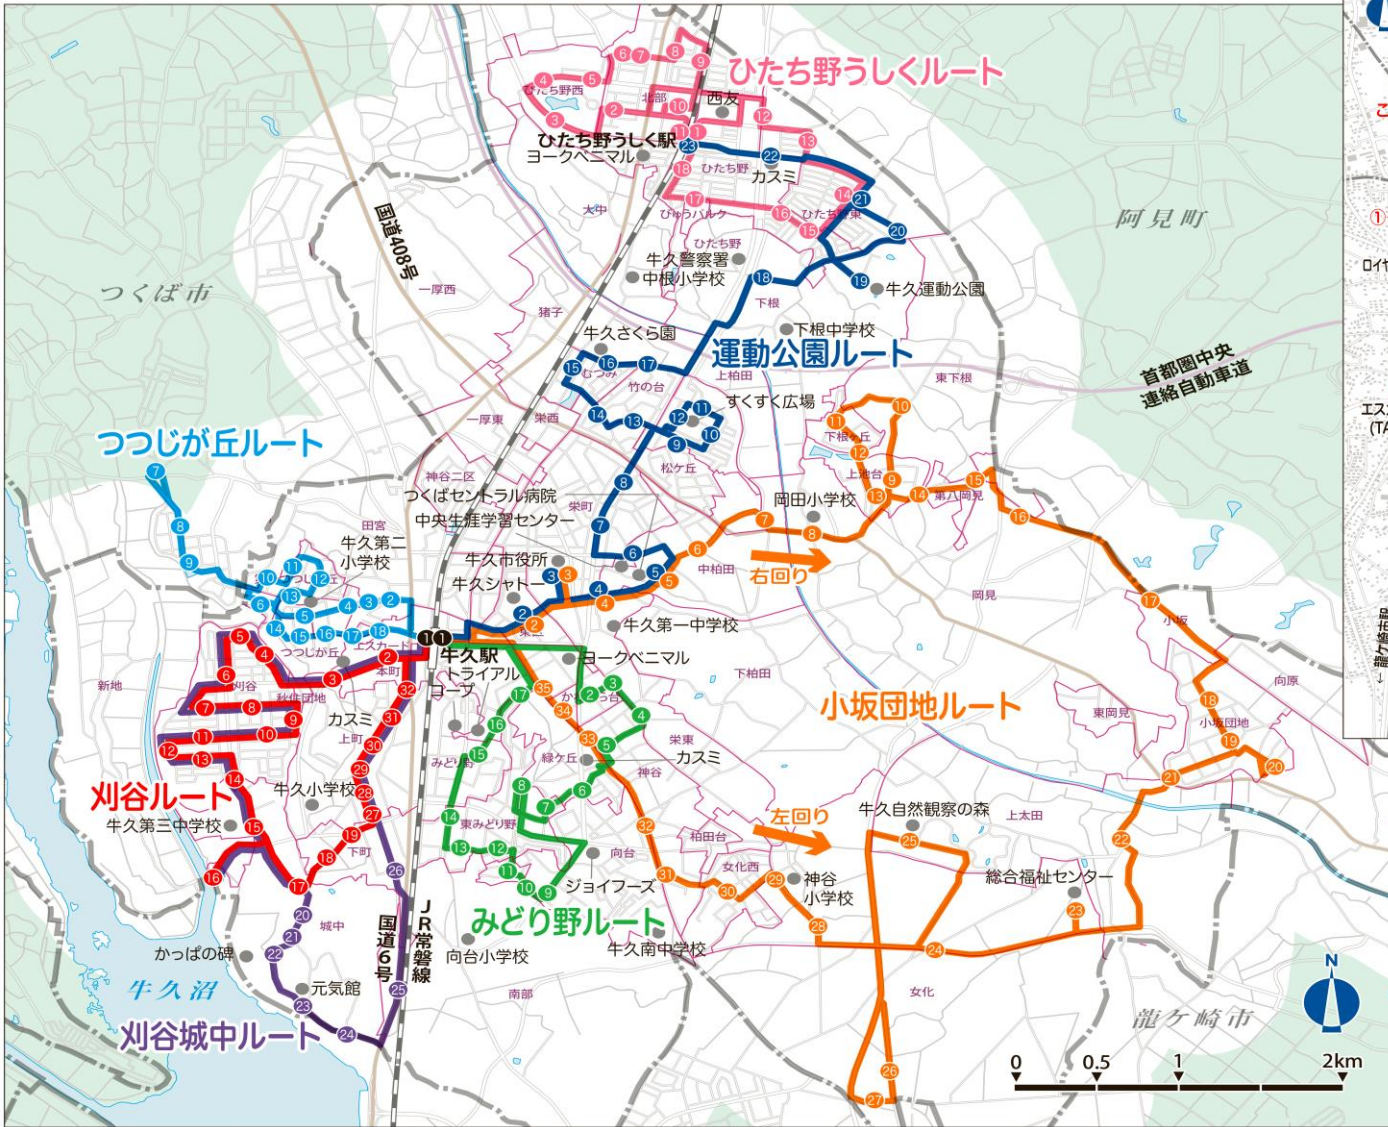 ひたち野うしくルート
西友
ひたち野西
北部
ひたち野うしく駅
ヨークベニマル
ひたち野
カスミ
大中
ひたち野東
阿見町
国道408号
ひたち野
牛久警察署
中根小学校
つくば市
一厚西
猪子
下根
牛久運動公園
下根中学校
牛久さくら園
運動公園ルート
首都圏中央
連絡自動車道
むつみ
竹の台
上柏田
東下根
すくすく広場
一厚東
栄西
つつじが丘ルート
神谷二区
松ケ丘
下根ケ丘
上池台
つくばセントラル病院
栄町
岡田小学校
第八岡見
中央生涯学習センター
田宮
牛久第二
小学校
牛久市役所
牛久シャトー
中柏田
右回り
岡見
小坂
牛久第一中学校
牛久駅
ヨークベニマル
エスカード
つつじが丘
本町
トライアル
コープ
下柏田
新地
刈谷
秋住団地
小坂団地ルート
東岡見
向原
小坂団地
カスミ
上町
栄東
みどり野
緑ケ丘
カスミ
神谷
刈谷ルート
牛久小学校
牛久第三中学校
左回り
牛久自然観察の森
上太田
東みどり野
柏田台
下町
向台
女化西
神谷
小学校
総合福祉センター
ジョイフーズ
みどり野ルート
城中
国道6号
JR常磐線
かっぱの碑
向台小学校
牛久南中学校
元気館
牛久沼
南部
女化
龍ケ崎市
刈谷城中ルート
N
0 0.5 1 2km